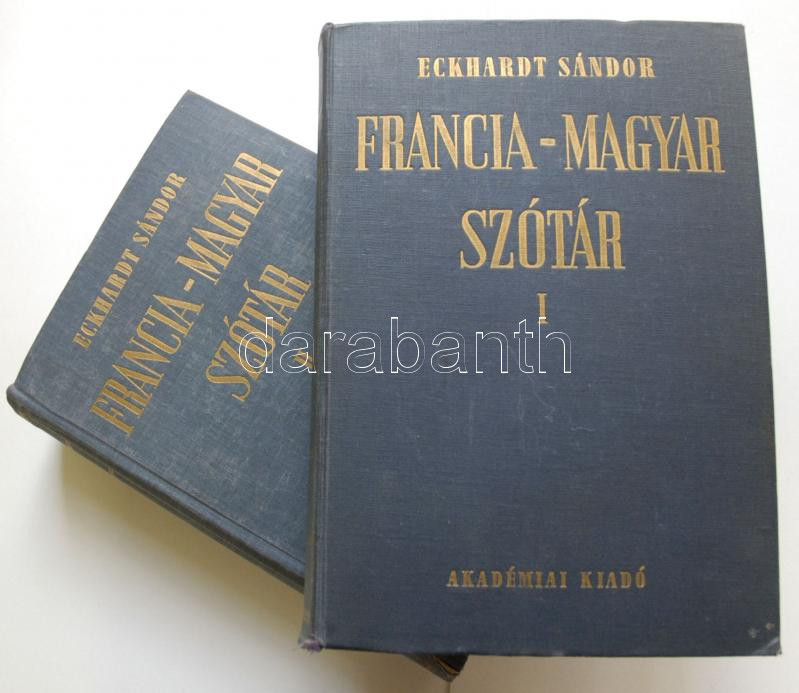 ECKHARDT SÁNDOR
FRANCIA-MAGYAR
SZÓTÁR
I
AKADÉMIAI KIADÓ
ECKHARDT SÁNDOR
FRANCIA-MAGYAR
SZÓTÁR
darabanth